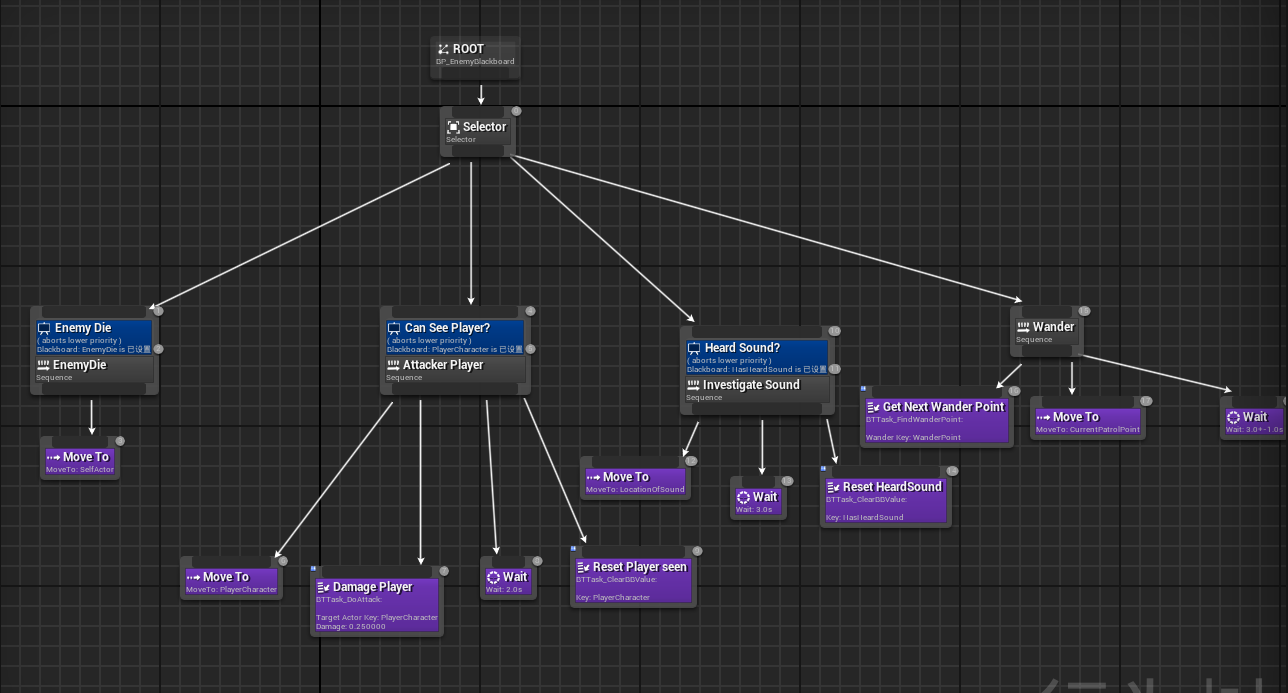 ROOT
BP_EnemyBlackboard
Selector
Selector
Enemy Die
( aborts lower priority )
Blackboard: EnemyDie is 已设置
EnemyDie
Sequence
Move To
MoveTo: SelfActor
Can See Player?
( aborts lower priority )
Blackboard: PlayerCharacter is 已设置
Attacker Player
Sequence
Move To
MoveTo: PlayerCharacter
Damage Player
BTTask_DoAttack:
Target Actor Key: PlayerCharacter
Damage: 0.250000
Wait
Wait: 2.0s
Reset Player seen
BTTask_ClearBBValue:
Key: PlayerCharacter
Heard Sound?
( aborts lower priority )
Blackboard: HasHeardSound is 已设置
Investigate Sound
Sequence
Move To
MoveTo: LocationOfSound
Wait
Wait: 3.0s
Reset HeardSound
BTTask_ClearBBValue:
Key: HasHeardSound
Wander
Sequence
Get Next Wander Point
BTTask_FindWanderPoint:
Wander Key: WanderPoint
Move To
MoveTo: CurrentPatrolPoint
Wait
Wait: 3.0+-1.0s